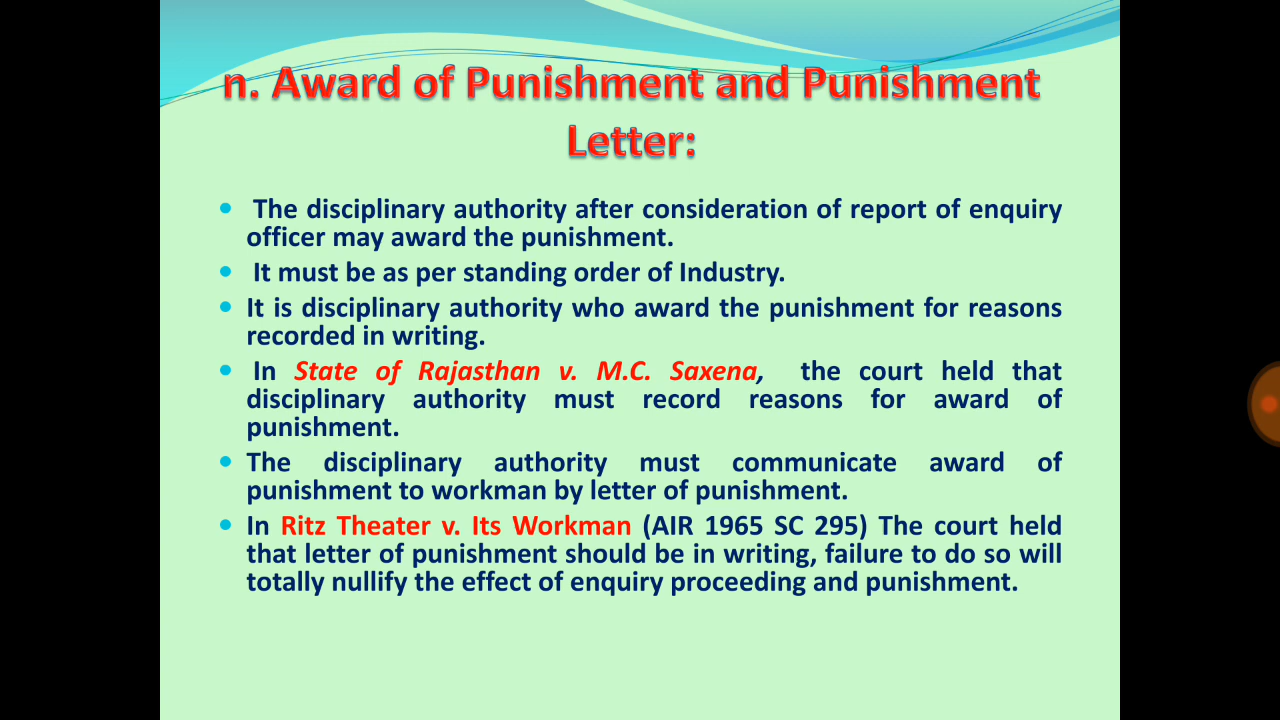 n. Award of Punishment and Punishment
Letter:
The disciplinary authority after consideration of report of enquiry
officer may award the punishment.
It must be as per standing order of Industry.
It is disciplinary authority who award the punishment for reasons
recorded in writing.
In State of Rajasthan v. M.C. Saxena, the court held that
disciplinary authority must record reasons for award of
punishment.
The disciplinary authority must communicate award of
punishment to workman by letter of punishment.
In Ritz Theater v. Its Workman (AIR 1965 SC 295) The court held
that letter of punishment should be in writing, failure to do so will
totally nullify the effect of enquiry proceeding and punishment.